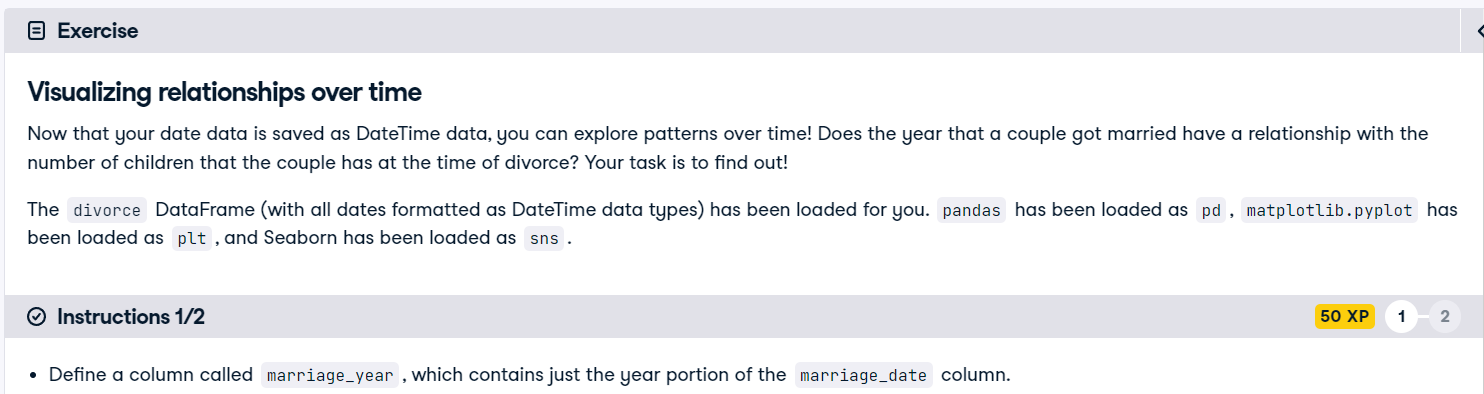 Exercise
Visualizing relationships over time
Now that your date data is saved as DateTime data, you can explore patterns over time! Does the year that a couple got married have a relationship with the
number of children that the couple has at the time of divorce? Your task is to find out!
The divorce DataFrame (with all dates formatted as DateTime data types) has been loaded for you. pandas has been loaded as pd , matplotlib.pyplot has
been loaded as plt , and Seaborn has been loaded as sns .
Instructions 1/2 50 XP 1 2
• Define a column called marriage_year , which contains just the year portion of the marriage_date column.